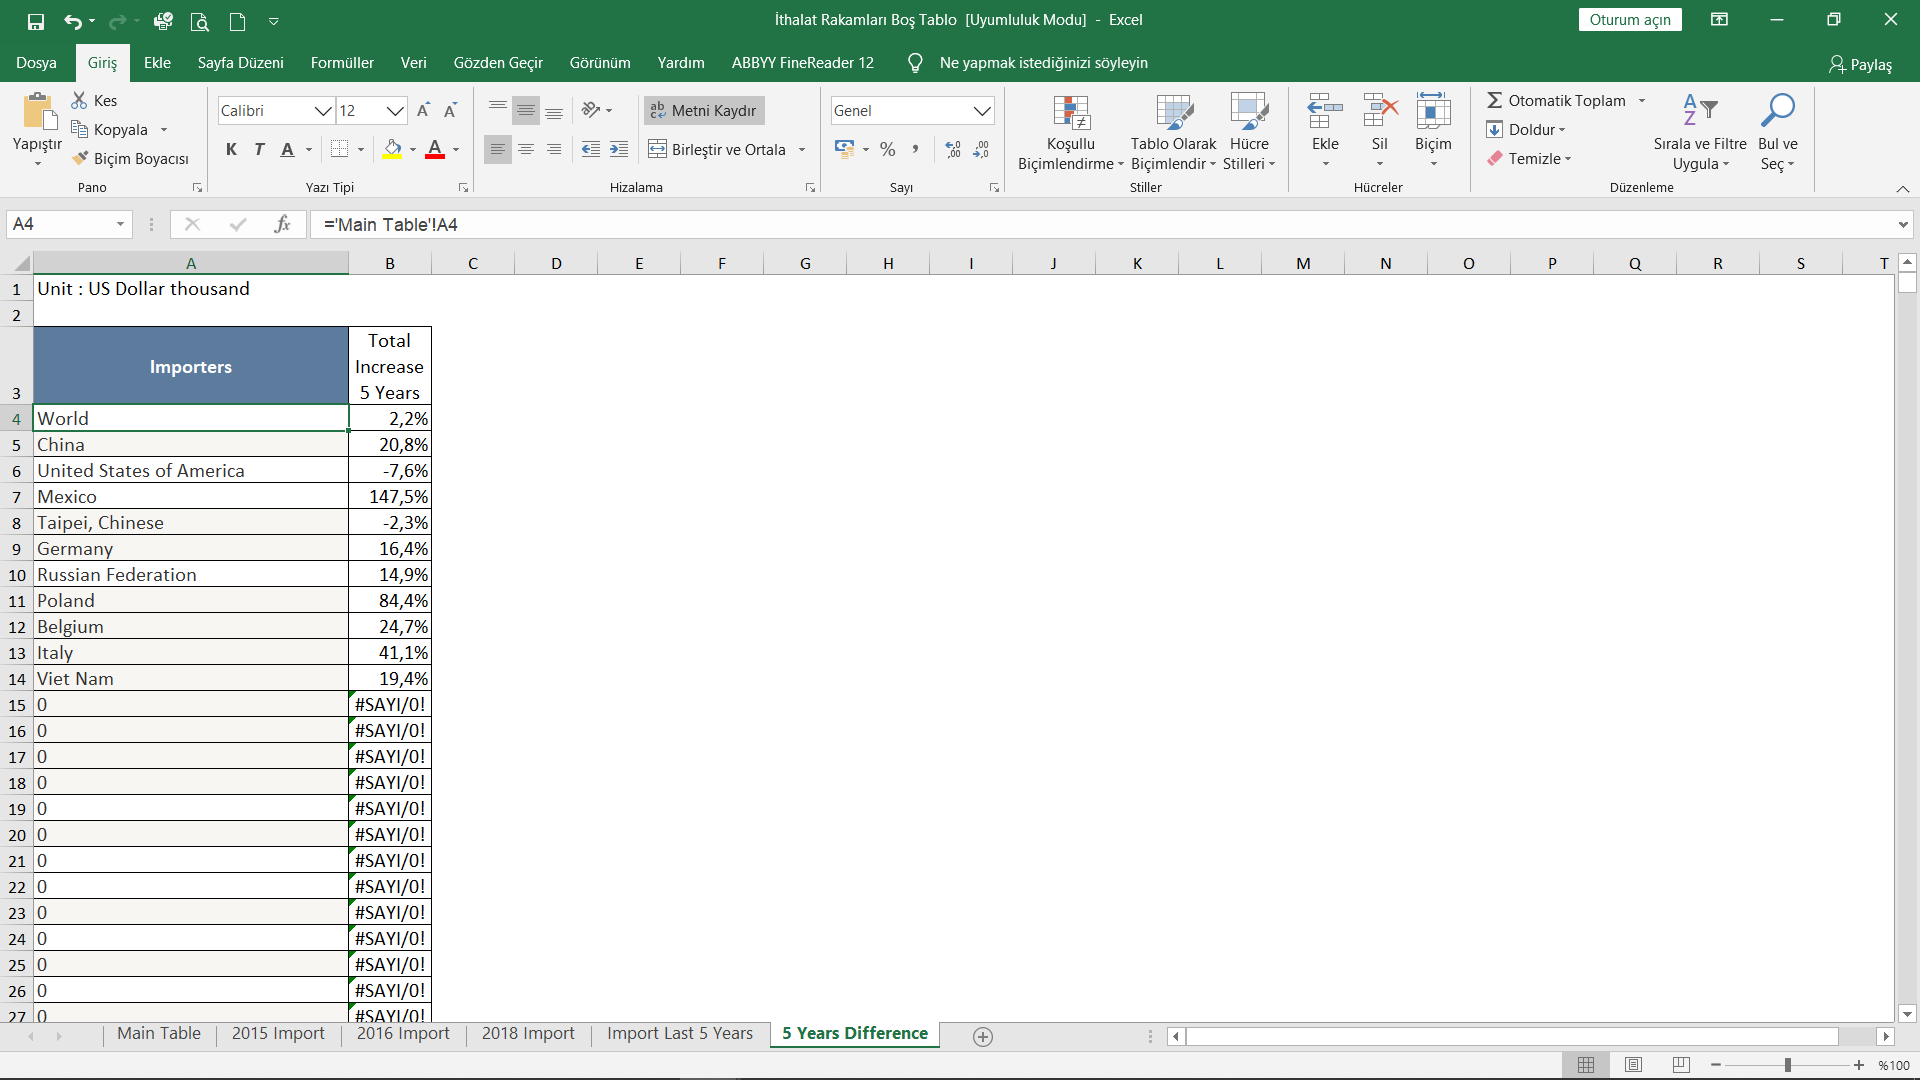 İthalat Rakamları Boş Tablo [Uyumluluk Modu] - Excel
Oturum açın
Dosya Giriş Ekle Sayfa Düzeni Formüller Veri Gözden Geçir Görünüm Yardım ABBYY FineReader 12 Ne yapmak istediğinizi söyleyin Paylaş
Yapıştır
Kes
Kopyala
Biçim Boyacısı
Pano
Calibri 12
K T A A
Yazı Tipi
Metni Kaydır
Birleştir ve Ortala
Hizalama
Genel
%
Sayı
Koşullu
Biçimlendirme
Tablo Olarak
Biçimlendir
Hücre
Stilleri
Stiller
Ekle Sil Biçim
Hücreler
Otomatik Toplam
Doldur
Temizle
Sırala ve Filtre
Uygula
Bul ve
Seç
Düzenleme
A4 fx ='Main Table'!A4
A B C D E F G H I J K L M N O P Q R S T
1 Unit : US Dollar thousand
2
3 Importers Total
Increase
5 Years
4 World 2,2%
5 China 20,8%
6 United States of America -7,6%
7 Mexico 147,5%
8 Taipei, Chinese -2,3%
9 Germany 16,4%
10 Russian Federation 14,9%
11 Poland 84,4%
12 Belgium 24,7%
13 Italy 41,1%
14 Viet Nam 19,4%
15 0 #SAYI/0!
16 0 #SAYI/0!
17 0 #SAYI/0!
18 0 #SAYI/0!
19 0 #SAYI/0!
20 0 #SAYI/0!
21 0 #SAYI/0!
22 0 #SAYI/0!
23 0 #SAYI/0!
24 0 #SAYI/0!
25 0 #SAYI/0!
26 0 #SAYI/0!
27 0 #SAYI/0!
Main Table 2015 Import 2016 Import 2018 Import Import Last 5 Years 5 Years Difference
%100